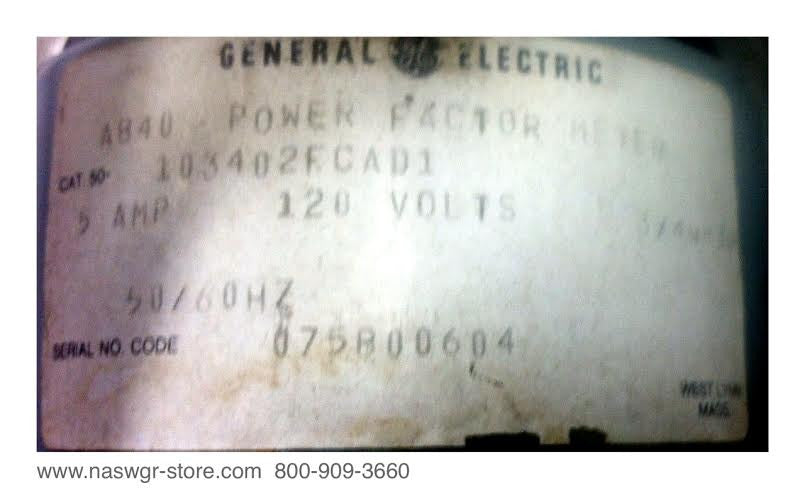 GENERAL GE ELECTRIC
AB40 - POWER FACTOR METER
CAT. NO. 103402FCAD1
5 AMP 120 VOLTS
50/60HZ
SERIAL NO. CODE 075B00604
WEST LYNN
MASS.
www.naswgr-store.com 800-909-3660